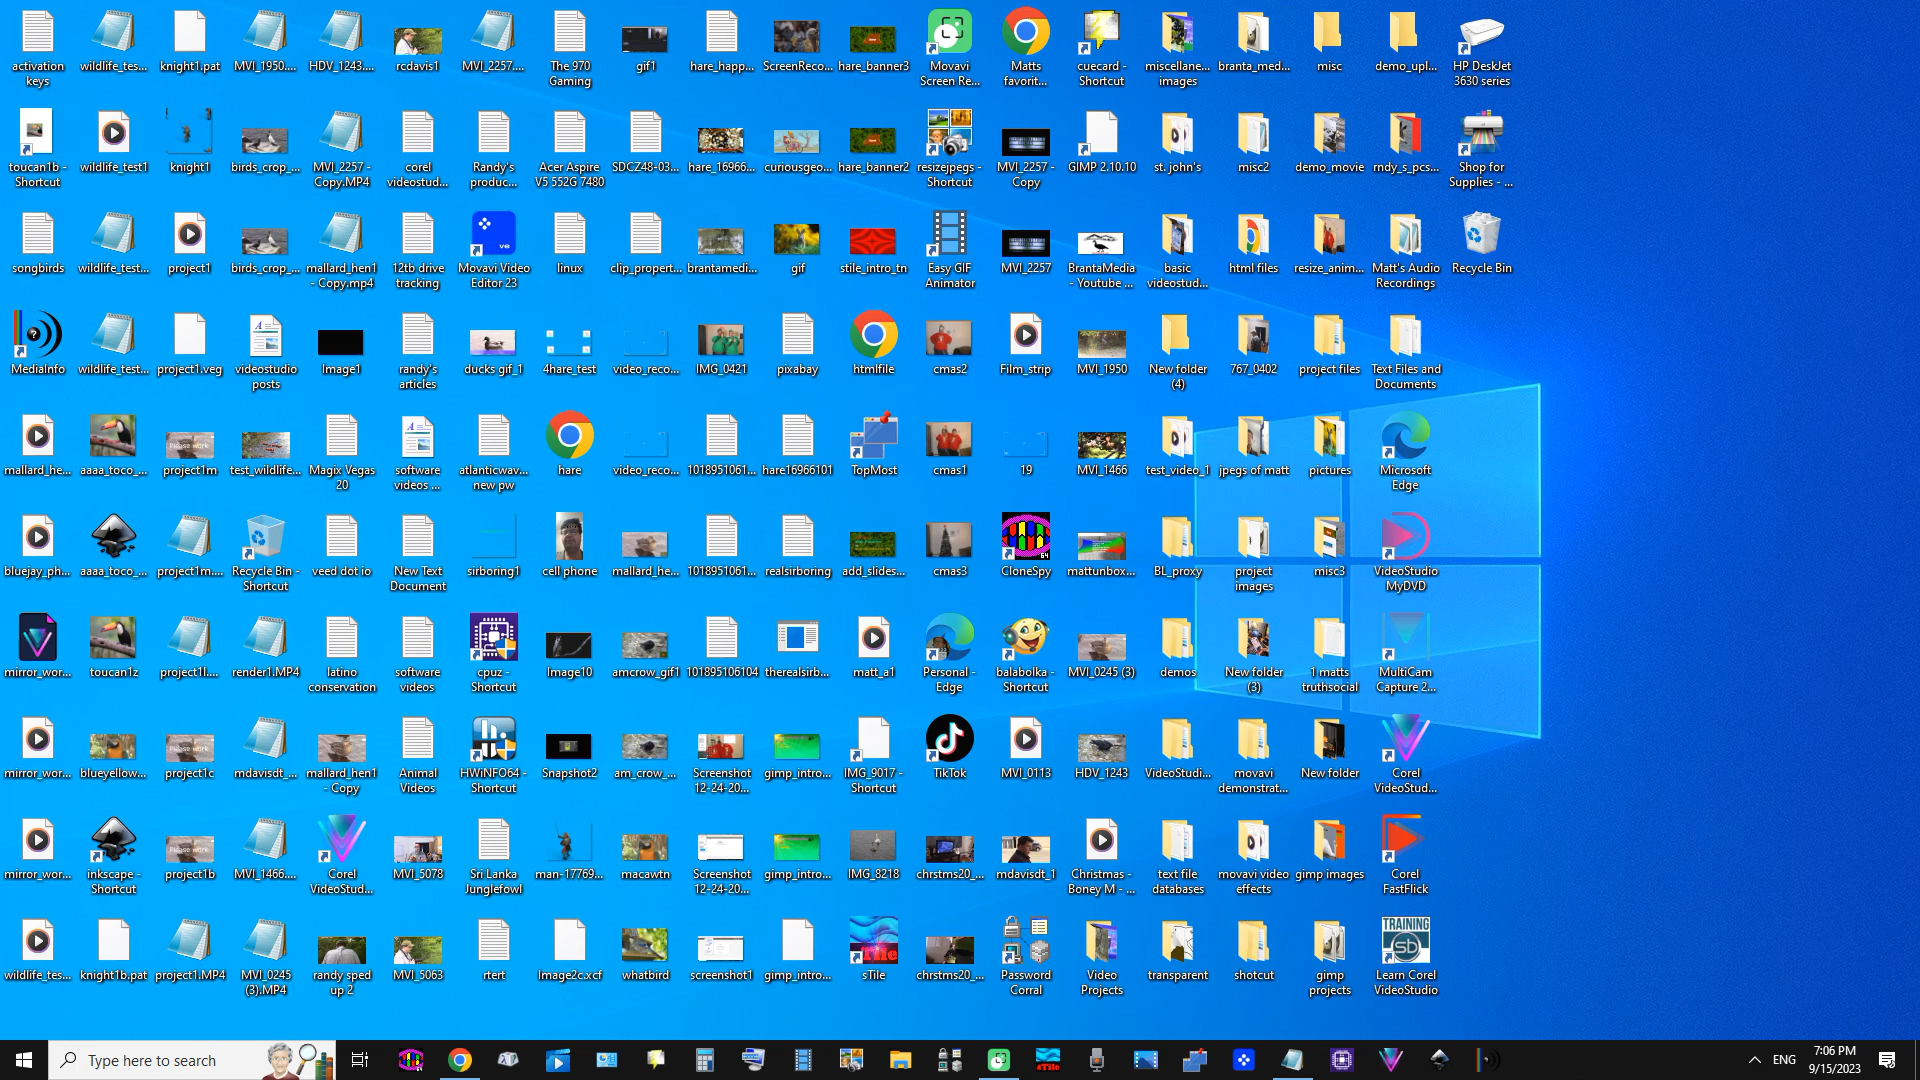 activation
keys
wildlife_tes...
knight1.pat
MVI_1950....
HDV_1243....
rcdavis1
MVI_2257....
The 970
Gaming
gif1
hare_happ...
ScreenReco...
hare_banner3
Movavi
Screen Re...
Matts
favorit...
cuecard -
Shortcut
miscellane...
images
branta_med...
misc
demo_upl...
HP DeskJet
3630 series
toucan1b -
Shortcut
wildlife_test1
knight1
birds_crop_...
MVI_2257 -
Copy.MP4
corel
videostud...
Randy's
produc...
Acer Aspire
V5 552G 7480
SDCZ48-03...
hare_16966...
curiousgeo...
hare_banner2
resizejpegs -
Shortcut
MVI_2257 -
Copy
GIMP 2.10.10
st. john's
misc2
demo_movie
rndy_s_pcs...
Shop for
Supplies - ...
songbirds
wildlife_test...
project1
birds_crop_...
mallard_hen1
- Copy.mp4
12tb drive
tracking
Movavi Video
Editor 23
linux
clip_propert...
brantamedi...
gif
stile_intro_tn
Easy GIF
Animator
MVI_2257
BrantaMedia
- Youtube ...
basic
videostud...
html files
resize_anim...
Matt's Audio
Recordings
Recycle Bin
MediaInfo
wildlife_test...
project1.veg
videostudio
posts
Image1
randy's
articles
ducks gif_1
4hare_test
video_reco...
IMG_0421
pixabay
htmlfile
cmas2
Film_strip
MVI_1950
New folder
(4)
767_0402
project files
Text Files and
Documents
mallard_he...
aaaa_toco_...
project1m
test_wildlife...
Magix Vegas
20
software
videos ...
atlanticwav...
new pw
hare
video_reco...
1018951061...
hare16966101
TopMost
cmas1
19
MVI_1466
test_video_1
jpegs of matt
pictures
Microsoft
Edge
bluejay_ph...
aaaa_toco_...
project1m....
Recycle Bin -
Shortcut
veed dot io
New Text
Document
sirboring1
cell phone
mallard_he...
1018951061...
realsirboring
add_slides...
cmas3
CloneSpy
mattunbox...
BL_proxy
project
images
misc3
VideoStudio
MyDVD
mirror_wor...
toucan1z
project1l....
render1.MP4
latino
conservation
software
videos
cpuz -
Shortcut
Image10
amcrow_gif1
101895106104
therealsirb...
matt_a1
Personal -
Edge
balabolka -
Shortcut
MVI_0245 (3)
demos
New folder
(3)
1 matts
truthsocial
MultiCam
Capture 2...
mirror_wor...
blueyellow...
project1c
mdavisdt_...
mallard_hen1
- Copy
Animal
Videos
HWiNFO64 -
Shortcut
Snapshot2
am_crow_...
Screenshot
12-24-20...
gimp_intro...
IMG_9017 -
Shortcut
TikTok
MVI_0113
HDV_1243
VideoStudi...
movavi
demonstrat...
New folder
Corel
VideoStud...
mirror_wor...
inkscape -
Shortcut
project1b
MVI_1466....
Corel
VideoStud...
MVI_5078
Sri Lanka
Junglefowl
man-17769...
macawtn
Screenshot
12-24-20...
gimp_intro...
IMG_8218
chrstms20_...
mdavisdt_1
Christmas -
Boney M - ...
text file
databases
movavi video
effects
gimp images
Corel
FastFlick
wildlife_tes...
knight1b.pat
project1.MP4
MVI_0245
(3).MP4
randy sped
up 2
MVI_5063
rtert
Image2c.xcf
whatbird
screenshot1
gimp_intro...
sTile
chrstms20_...
Password
Corral
Video
Projects
transparent
shotcut
gimp
projects
TRAINING
sb
Learn Corel
VideoStudio
Type here to search
ENG
7:06 PM
9/15/2023